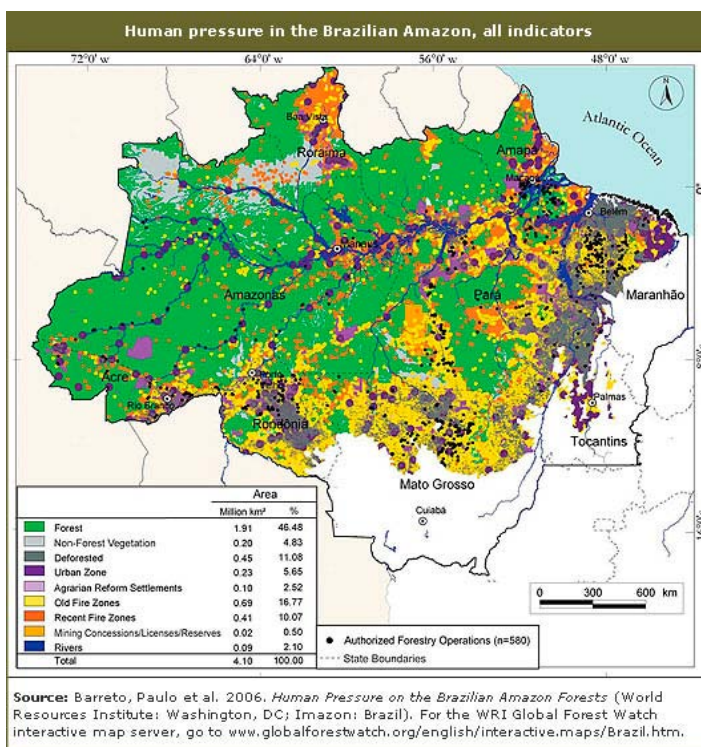 Human pressure in the Brazilian Amazon, all indicators
72°0'W 64°0'W 56°0'W 48°0'W
N
Boa Vista
Roraima
Amapá
Atlantic Ocean
Macapá
0°
Belém
Manaus
Amazonas
Pará
Maranhão
Acre
Porto
8°0'S
Rio Branco
Rondônia
Palmas
Tocantins
Mato Grosso
Cuiabá
16°0'S
Area
Million km² %
Forest 1.91 46.48
Non-Forest Vegetation 0.20 4.83
Deforested 0.45 11.08
Urban Zone 0.23 5.65
Agrarian Reform Settlements 0.10 2.52
Old Fire Zones 0.69 16.77
Recent Fire Zones 0.41 10.07
Mining Concessions/Licenses/Reserves 0.02 0.50
Rivers 0.09 2.10
Total 4.10 100.00
0 300 600 km
Authorized Forestry Operations (n=580)
State Boundaries
Source: Barreto, Paulo et al. 2006. Human Pressure on the Brazilian Amazon Forests (World
Resources Institute: Washington, DC; Imazon: Brazil). For the WRI Global Forest Watch
interactive map server, go to www.globalforestwatch.org/english/interactive.maps/Brazil.htm.